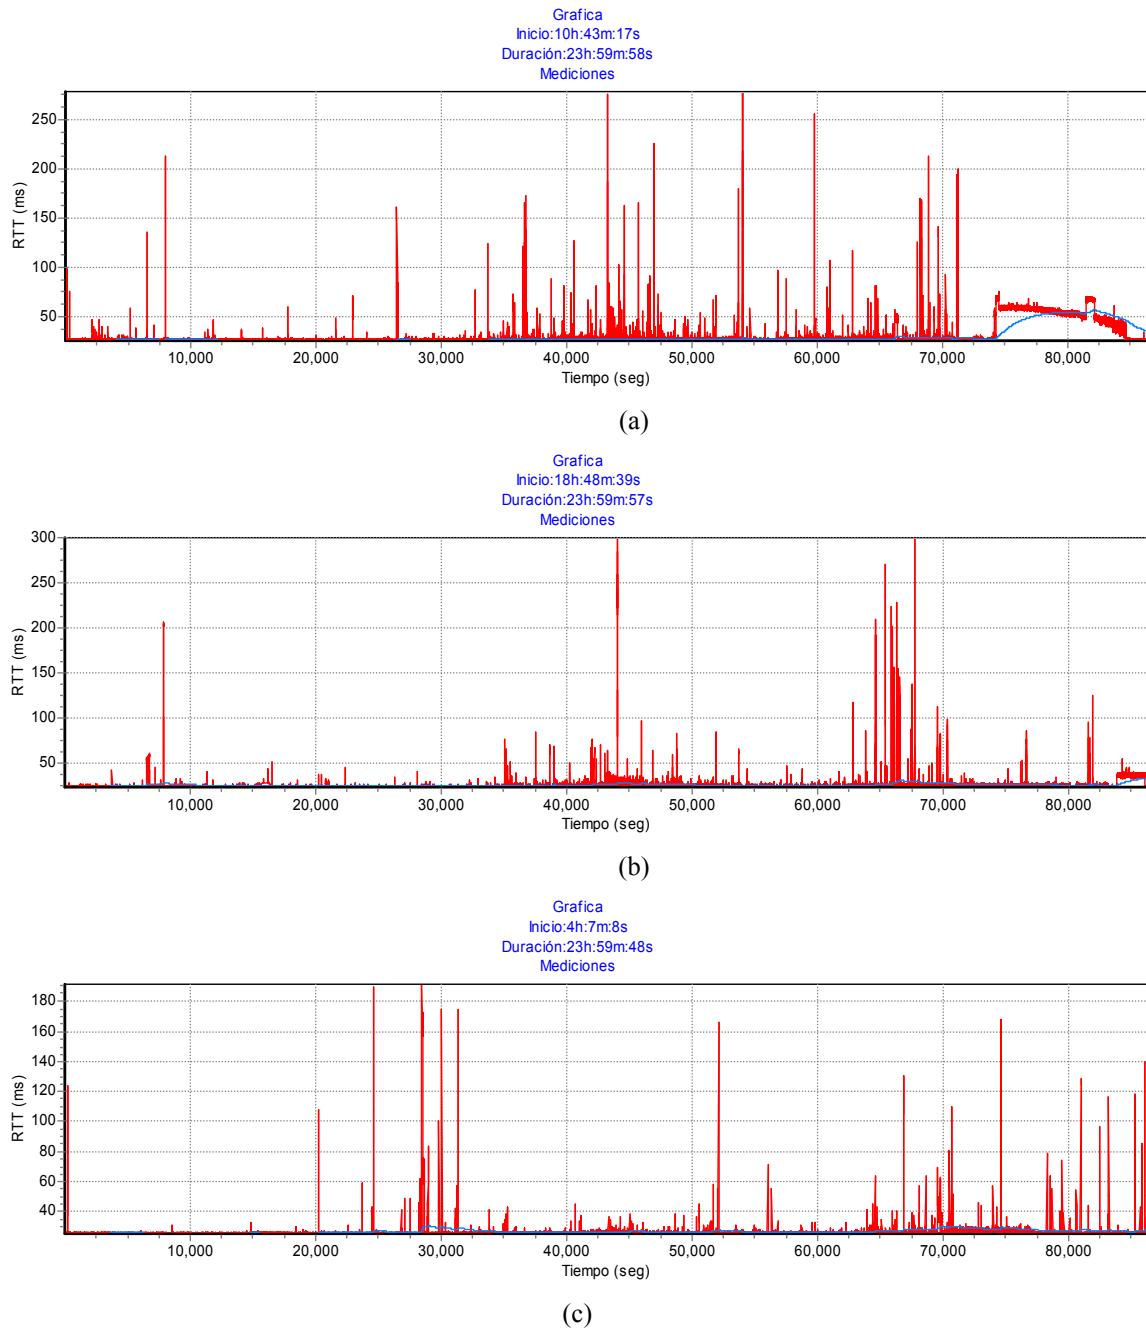 Grafica
Inicio:10h:43m:17s
Duración:23h:59m:58s
Mediciones
250
200
150
100
50
RTT (ms)
10,000 20,000 30,000 40,000 50,000 60,000 70,000 80,000
Tiempo (seg)
(a)
Grafica
Inicio:18h:48m:39s
Duración:23h:59m:57s
Mediciones
300
250
200
150
100
50
RTT (ms)
10,000 20,000 30,000 40,000 50,000 60,000 70,000 80,000
Tiempo (seg)
(b)
Grafica
Inicio:4h:7m:8s
Duración:23h:59m:48s
Mediciones
180
160
140
120
100
80
60
40
RTT (ms)
10,000 20,000 30,000 40,000 50,000 60,000 70,000 80,000
Tiempo (seg)
(c)